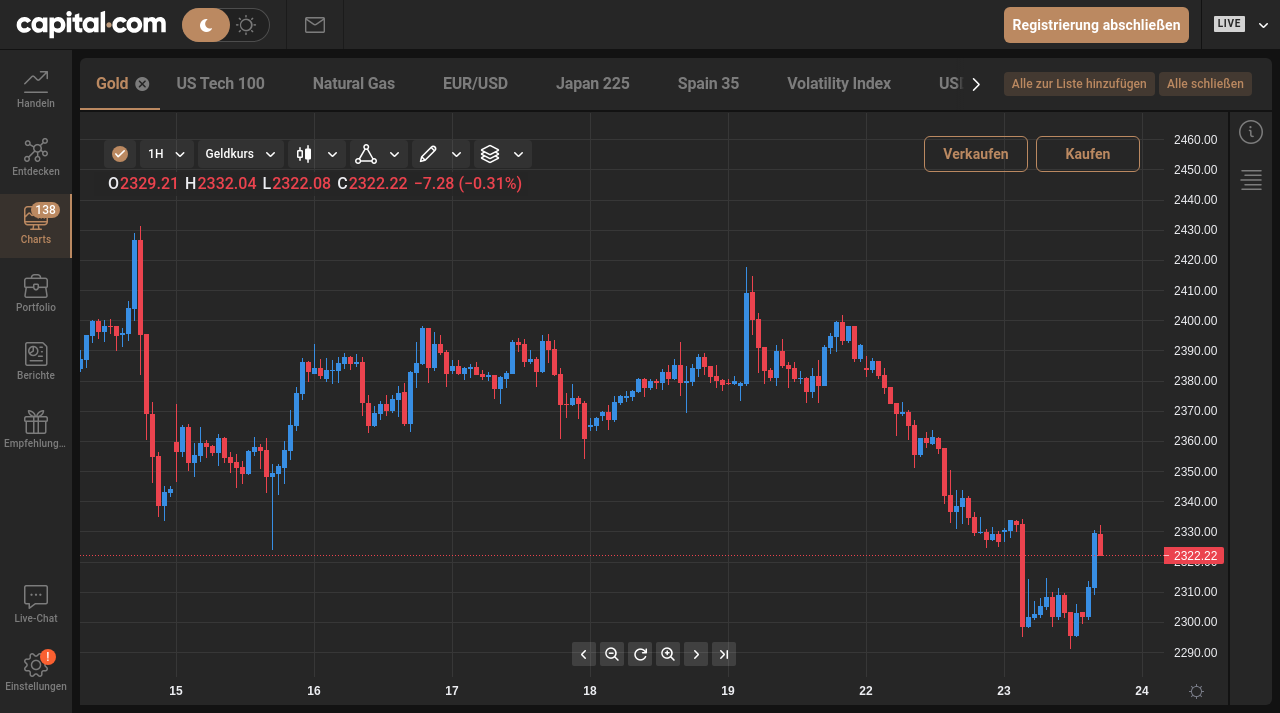 capital.com
Registrierung abschließen
LIVE
Handeln
Entdecken
138
Charts
Portfolio
Berichte
Empfehlung...
Live-Chat
!
Einstellungen
Gold US Tech 100 Natural Gas EUR/USD Japan 225 Spain 35 Volatility Index
Alle zur Liste hinzufügen Alle schließen
1H Geldkurs
Verkaufen Kaufen
O2329.21 H2332.04 L2322.08 C2322.22 −7.28 (−0.31%)
2460.00
2450.00
2440.00
2430.00
2420.00
2410.00
2400.00
2390.00
2380.00
2370.00
2360.00
2350.00
2340.00
2330.00
2322.22
2320.00
2310.00
2300.00
2290.00
15 16 17 18 19 22 23 24